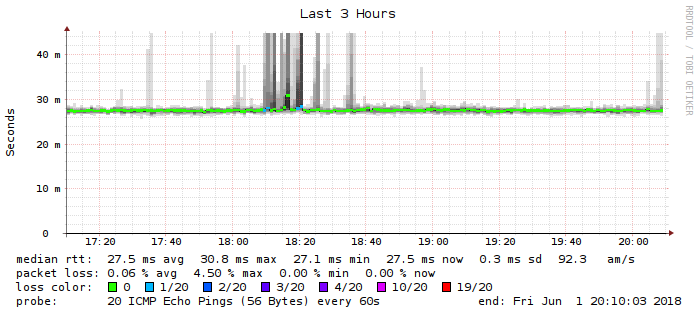 Last 3 Hours
RRDTOOL / TOBI OETIKER
Seconds
40 m
30 m
20 m
10 m
0
17:20 17:40 18:00 18:20 18:40 19:00 19:20 19:40 20:00
median rtt: 27.5 ms avg 30.8 ms max 27.1 ms min 27.5 ms now 0.3 ms sd 92.3 am/s
packet loss: 0.06 % avg 4.50 % max 0.00 % min 0.00 % now
loss color: 0 1/20 2/20 3/20 4/20 10/20 19/20
probe: 20 ICMP Echo Pings (56 Bytes) every 60s end: Fri Jun 1 20:10:03 2018